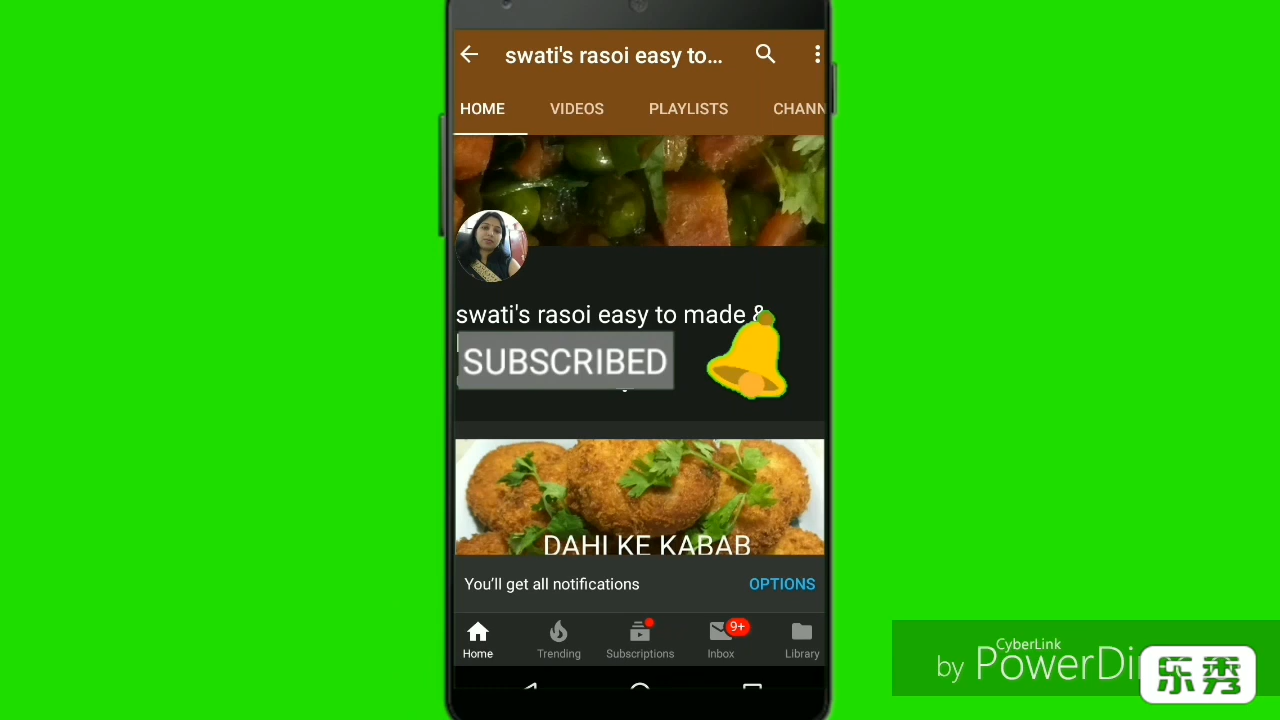 swati's rasoi easy to...
HOME VIDEOS PLAYLISTS CHANN
swati's rasoi easy to made &
SUBSCRIBED
DAHI KE KABAB
You'll get all notifications OPTIONS
9+
Home Trending Subscriptions Inbox Library
CyberLink
by PowerDi
乐秀